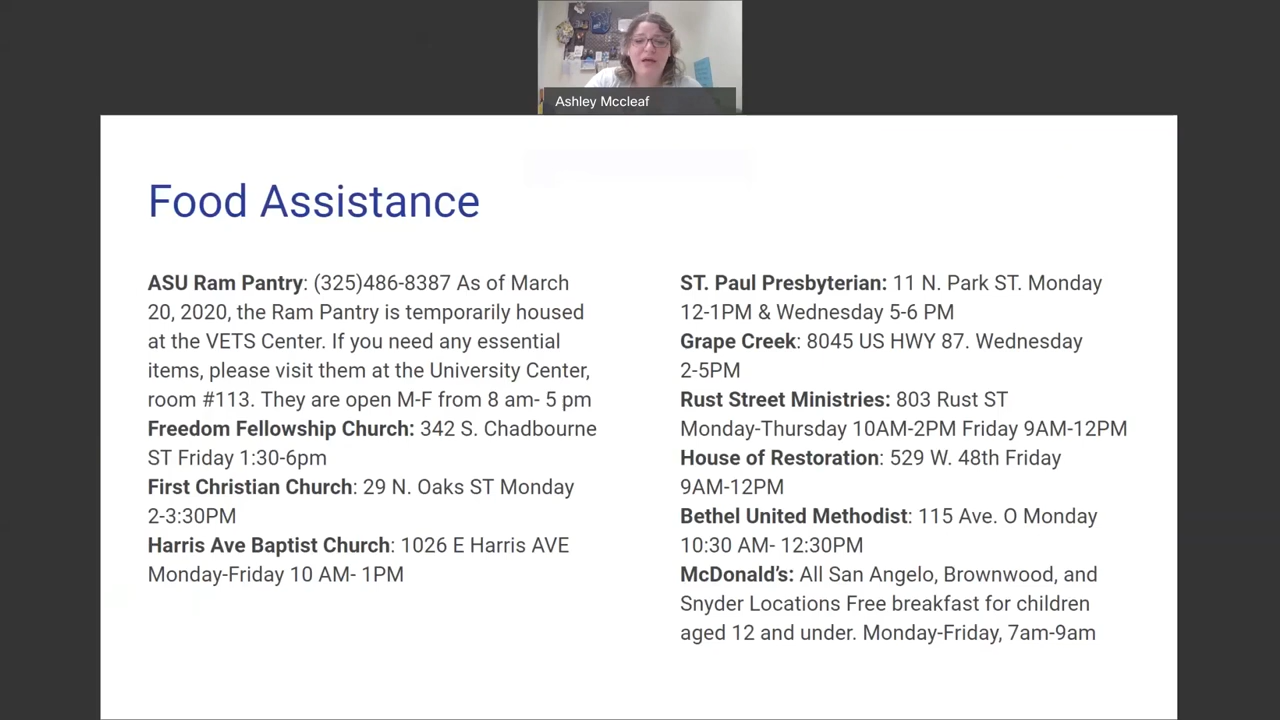 Ashley Mccleaf
Food Assistance
ASU Ram Pantry: (325)486-8387 As of March
20, 2020, the Ram Pantry is temporarily housed
at the VETS Center. If you need any essential
items, please visit them at the University Center,
room #113. They are open M-F from 8 am- 5 pm
Freedom Fellowship Church: 342 S. Chadbourne
ST Friday 1:30-6pm
First Christian Church: 29 N. Oaks ST Monday
2-3:30PM
Harris Ave Baptist Church: 1026 E Harris AVE
Monday-Friday 10 AM- 1PM
ST. Paul Presbyterian: 11 N. Park ST. Monday
12-1PM & Wednesday 5-6 PM
Grape Creek: 8045 US HWY 87. Wednesday
2-5PM
Rust Street Ministries: 803 Rust ST
Monday-Thursday 10AM-2PM Friday 9AM-12PM
House of Restoration: 529 W. 48th Friday
9AM-12PM
Bethel United Methodist: 115 Ave. O Monday
10:30 AM- 12:30PM
McDonald’s: All San Angelo, Brownwood, and
Snyder Locations Free breakfast for children
aged 12 and under. Monday-Friday, 7am-9am